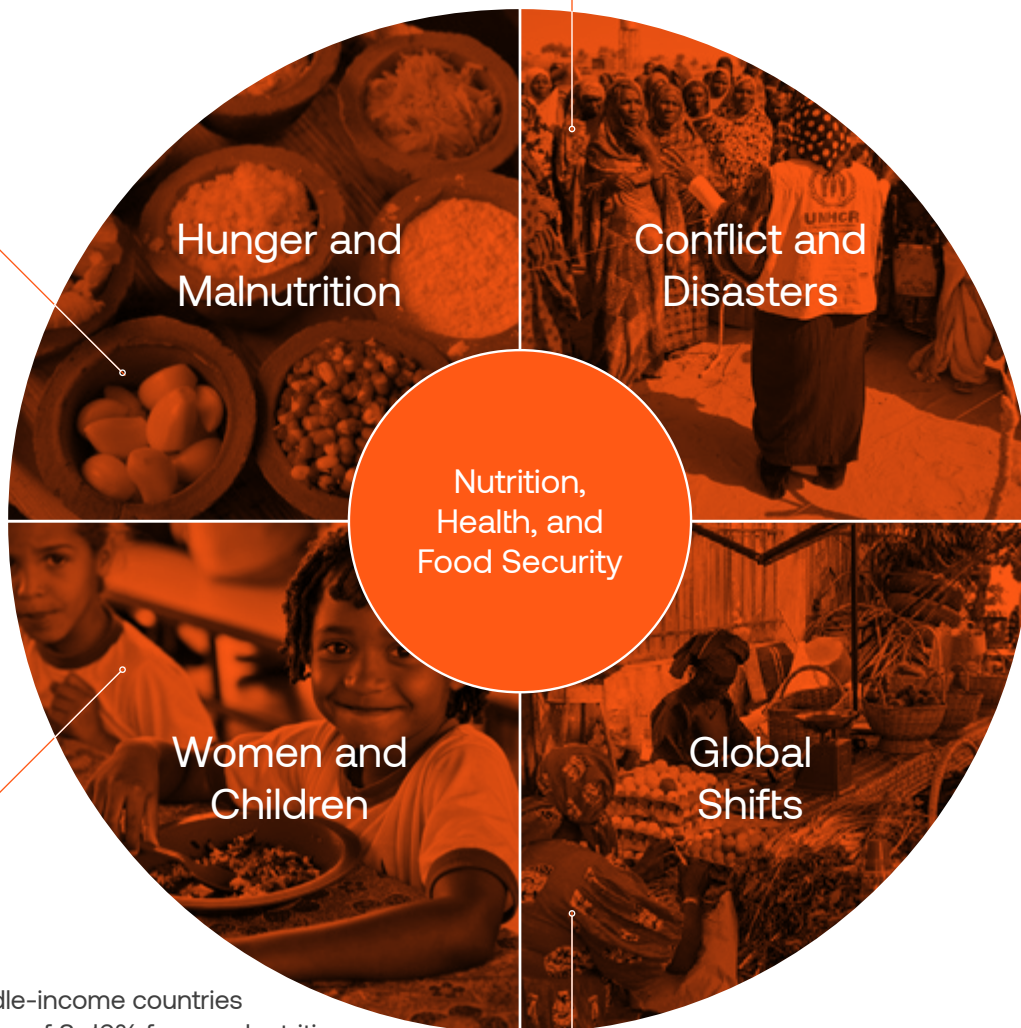 Hunger and
Malnutrition
Conflict and
Disasters
UNHCR
Nutrition,
Health, and
Food Security
Women and
Children
Global
Shifts
dle-income countries